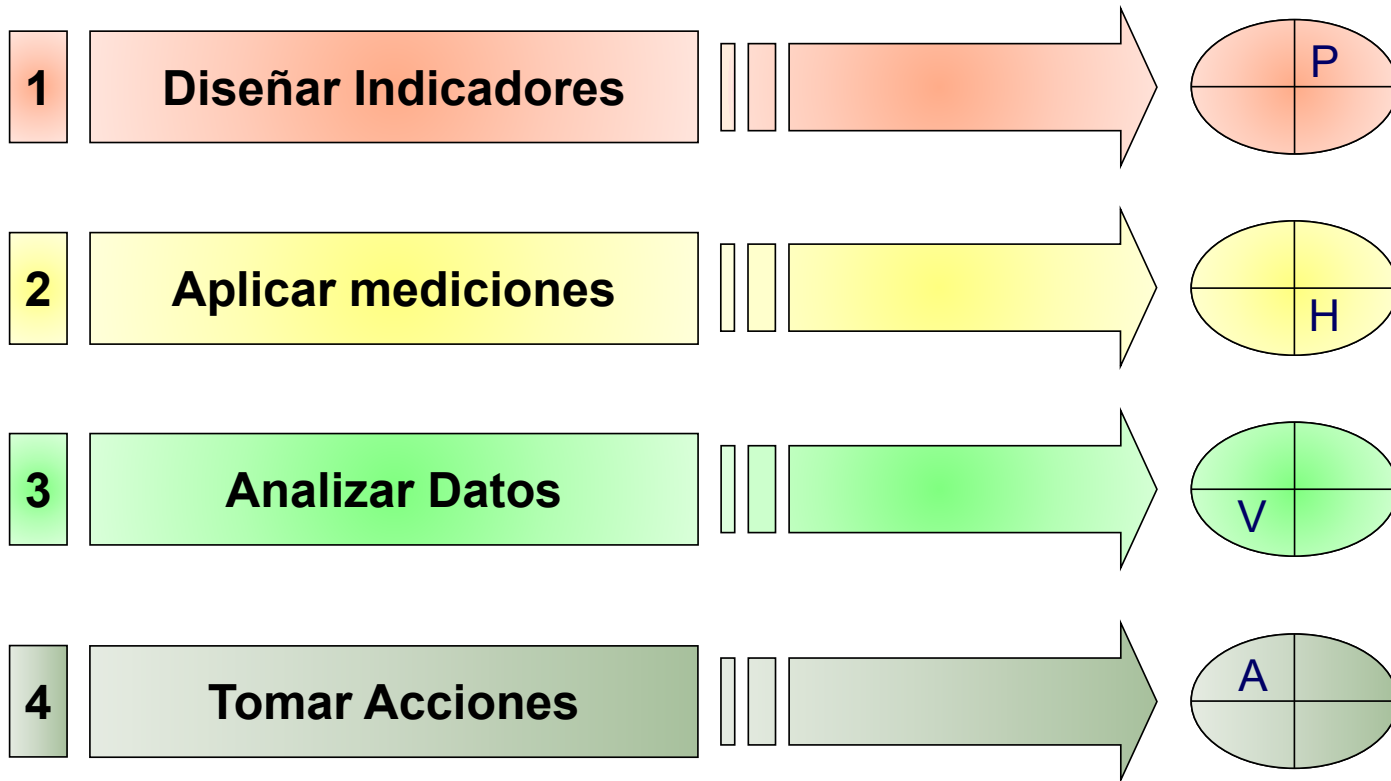 1 Diseñar Indicadores P
2 Aplicar mediciones H
3 Analizar Datos V
4 Tomar Acciones A